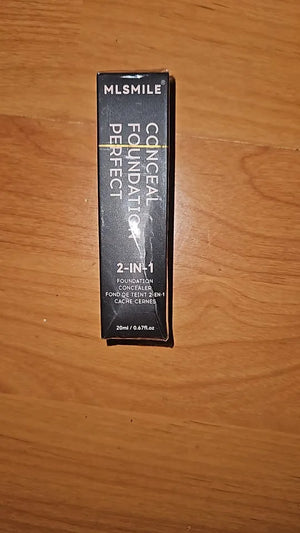 MLSMILE®
CONCEAL
FOUNDATION
PERFECT
2-IN-1
FOUNDATION
CONCEALER
FOND DE TEINT 2-EN-1
CACHE CERNES
20ml / 0.67fl.oz